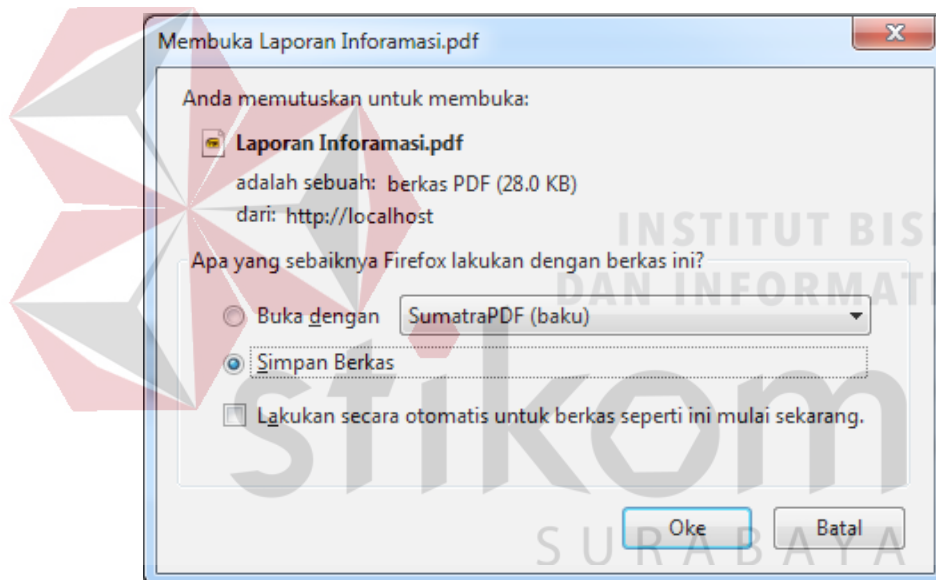 Membuka Laporan Inforamasi.pdf
Anda memutuskan untuk membuka:
Laporan Inforamasi.pdf
adalah sebuah: berkas PDF (28.0 KB)
dari: http://localhost
INSTITUT BISI
Apa yang sebaiknya Firefox lakukan dengan berkas ini?
DAN INFORMATI
Buka dengan SumatraPDF (baku)
Simpan Berkas
stikom
Lakukan secara otomatis untuk berkas seperti ini mulai sekarang.
Oke Batal
SURABAYA